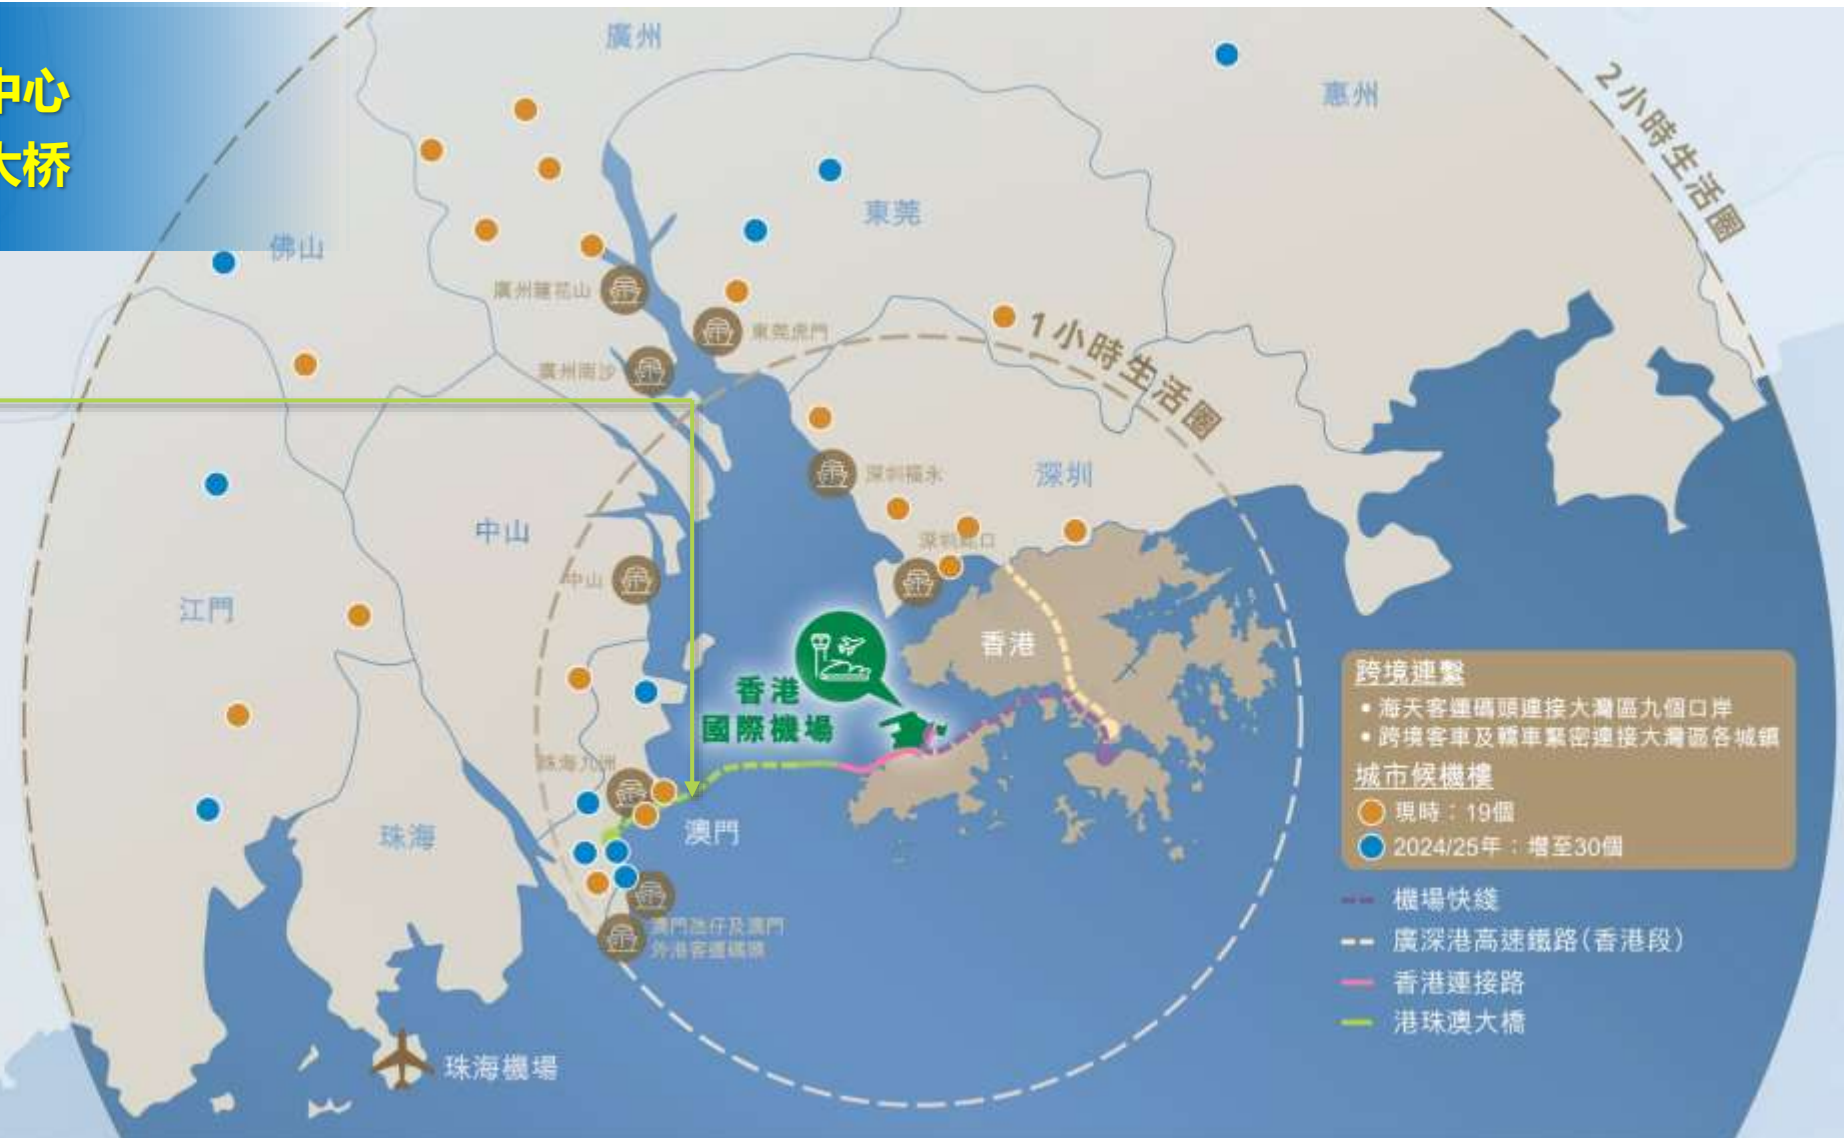 中心
大桥
廣州
惠州
2小時生活圈
東莞
佛山
廣州蓮花山
東莞虎門
1小時生活圈
廣州南沙
深圳福永
深圳
中山
深圳蛇口
中山
江門
香港
香港
國際機場
珠海九洲
澳門
珠海
澳門氹仔及澳門
外港客運碼頭
珠海機場
跨境連繫
• 海天客運碼頭連接大灣區九個口岸
• 跨境客車及轎車緊密連接大灣區各城鎮
城市候機樓
現時：19個
2024/25年：增至30個
機場快綫
廣深港高速鐵路(香港段)
香港連接路
港珠澳大橋